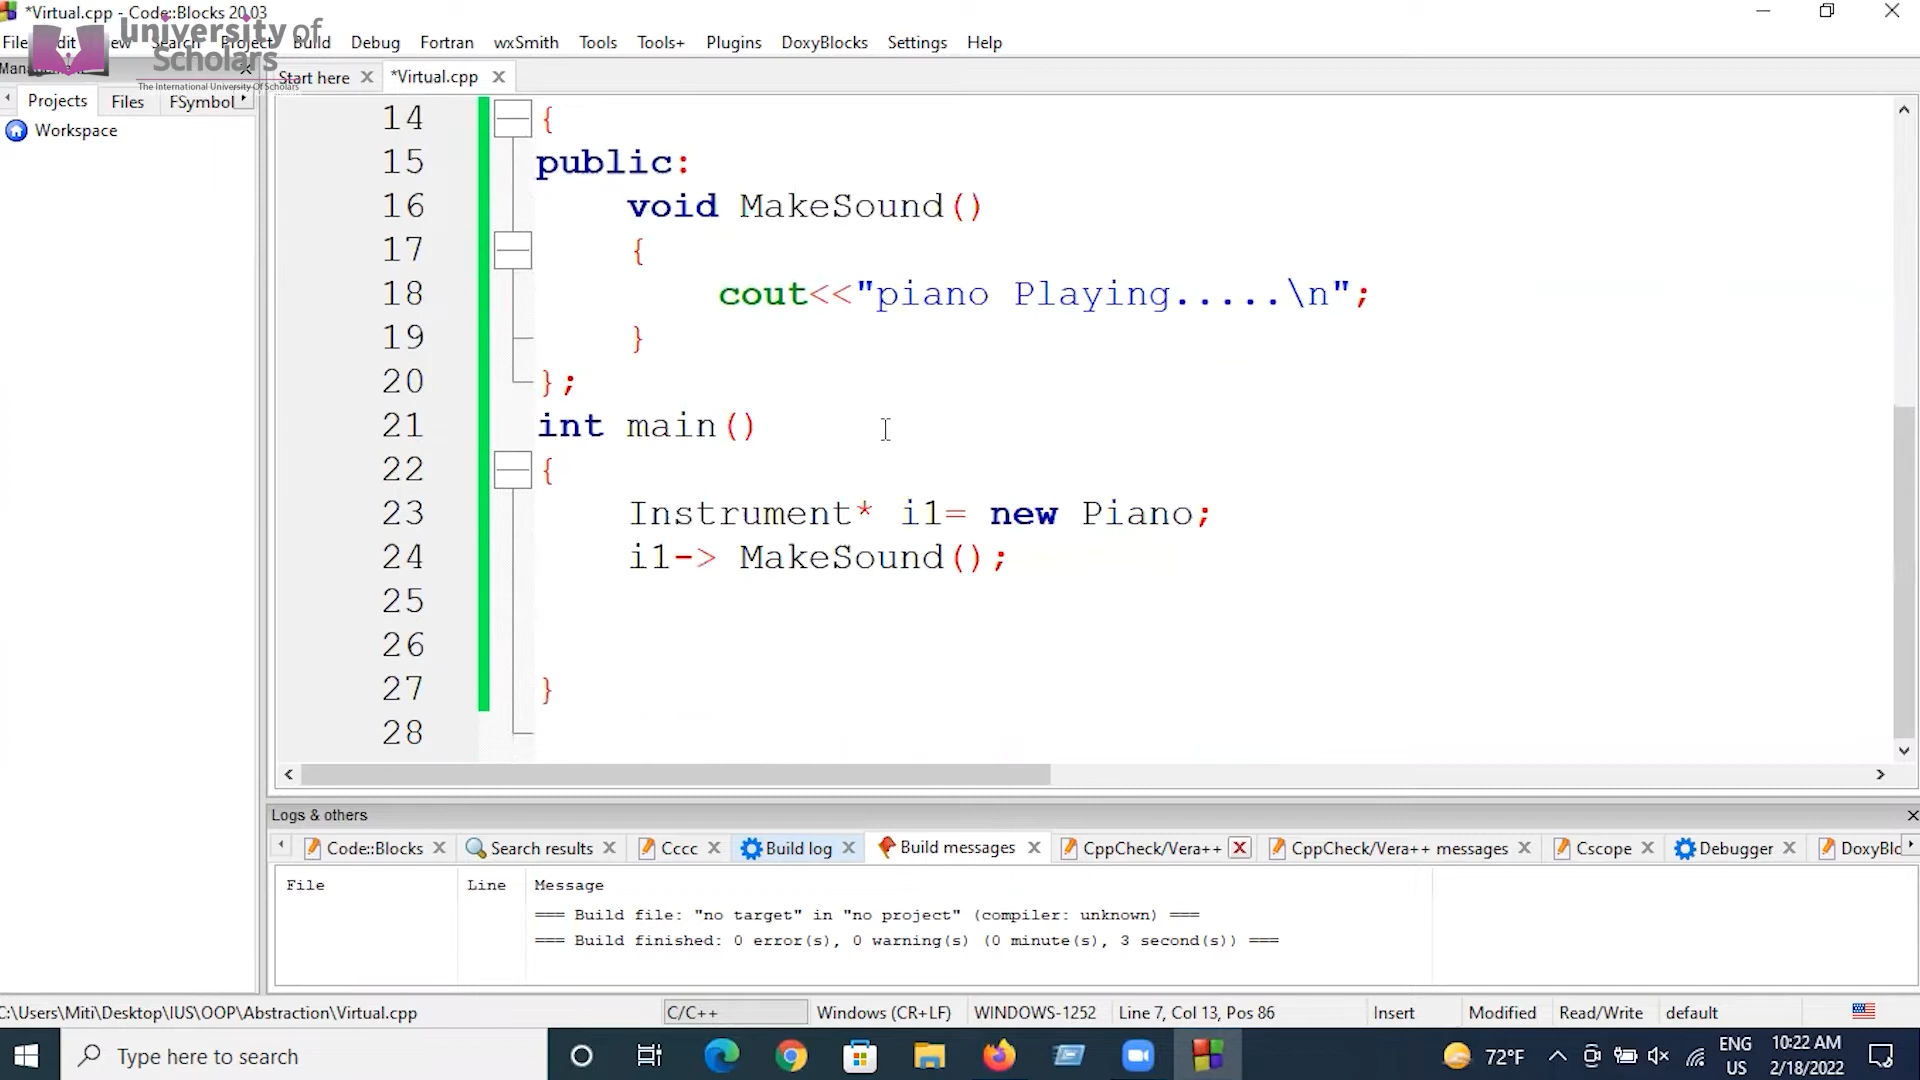 *Virtual.cpp - Code::Blocks 20.03
University of
Scholars
The International University Of Scholars
File Edit View Search Project Build Debug Fortran wxSmith Tools Tools+ Plugins DoxyBlocks Settings Help
Start here *Virtual.cpp
Projects Files FSymbol
Workspace
14 {
15 public:
16 void MakeSound()
17 {
18 cout<<"piano Playing.....\n";
19 }
20 };
21 int main()
22 {
23 Instrument* i1= new Piano;
24 i1-> MakeSound();
25
26
27 }
28
Logs & others
Code::Blocks Search results Cccc Build log Build messages CppCheck/Vera++ CppCheck/Vera++ messages Cscope Debugger DoxyBlo
File Line Message
=== Build file: "no target" in "no project" (compiler: unknown) ===
=== Build finished: 0 error(s), 0 warning(s) (0 minute(s), 3 second(s)) ===
C:\Users\Miti\Desktop\IUS\OOP\Abstraction\Virtual.cpp C/C++ Windows (CR+LF) WINDOWS-1252 Line 7, Col 13, Pos 86 Insert Modified Read/Write default
Type here to search 72°F ENG US 10:22 AM 2/18/2022